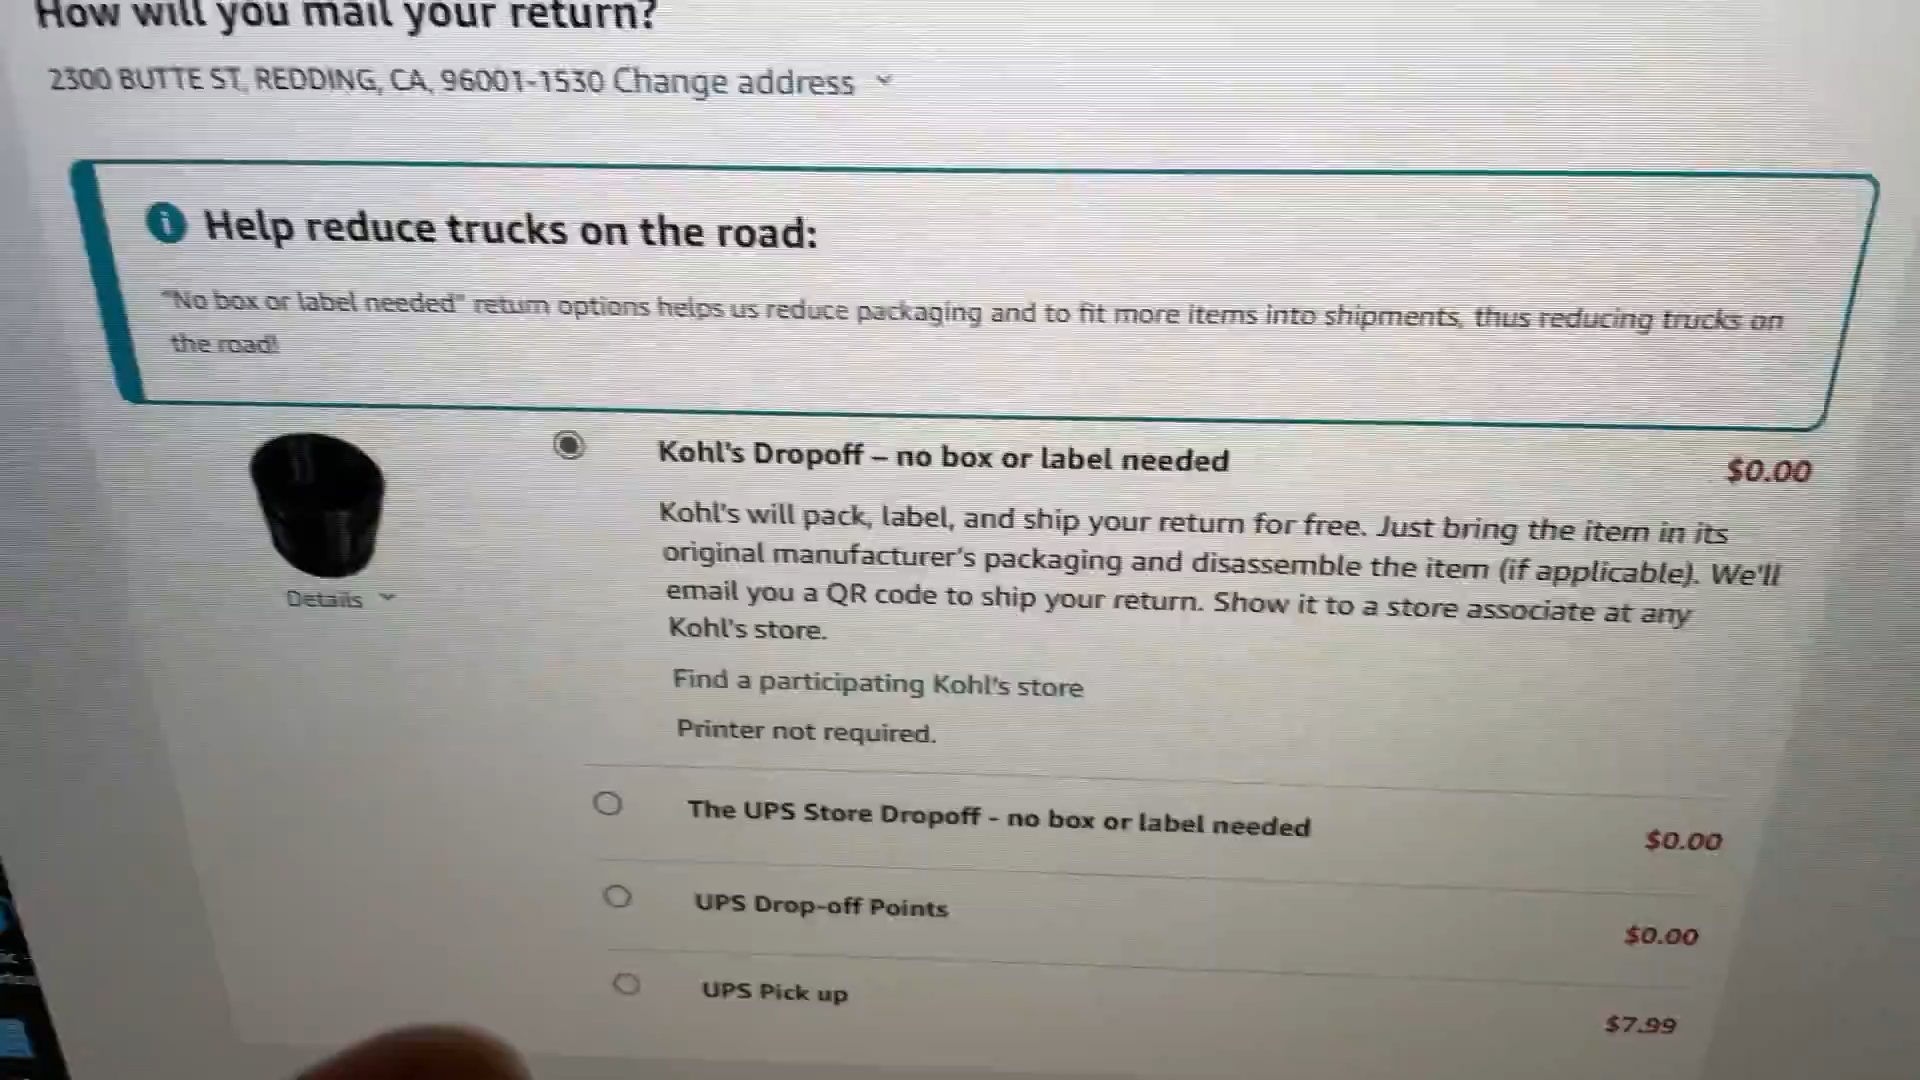 How will you mail your return?
2300 BUTTE ST, REDDING, CA, 96001-1530 Change address
Help reduce trucks on the road:
"No box or label needed" return options helps us reduce packaging and to fit more items into shipments, thus reducing trucks on
the road!
Kohl's Dropoff – no box or label needed
$0.00
Kohl's will pack, label, and ship your return for free. Just bring the item in its
original manufacturer's packaging and disassemble the item (if applicable). We'll
email you a QR code to ship your return. Show it to a store associate at any
Kohl's store.
Details
Find a participating Kohl's store
Printer not required.
The UPS Store Dropoff - no box or label needed
$0.00
UPS Drop-off Points
$0.00
UPS Pick up
$7.99